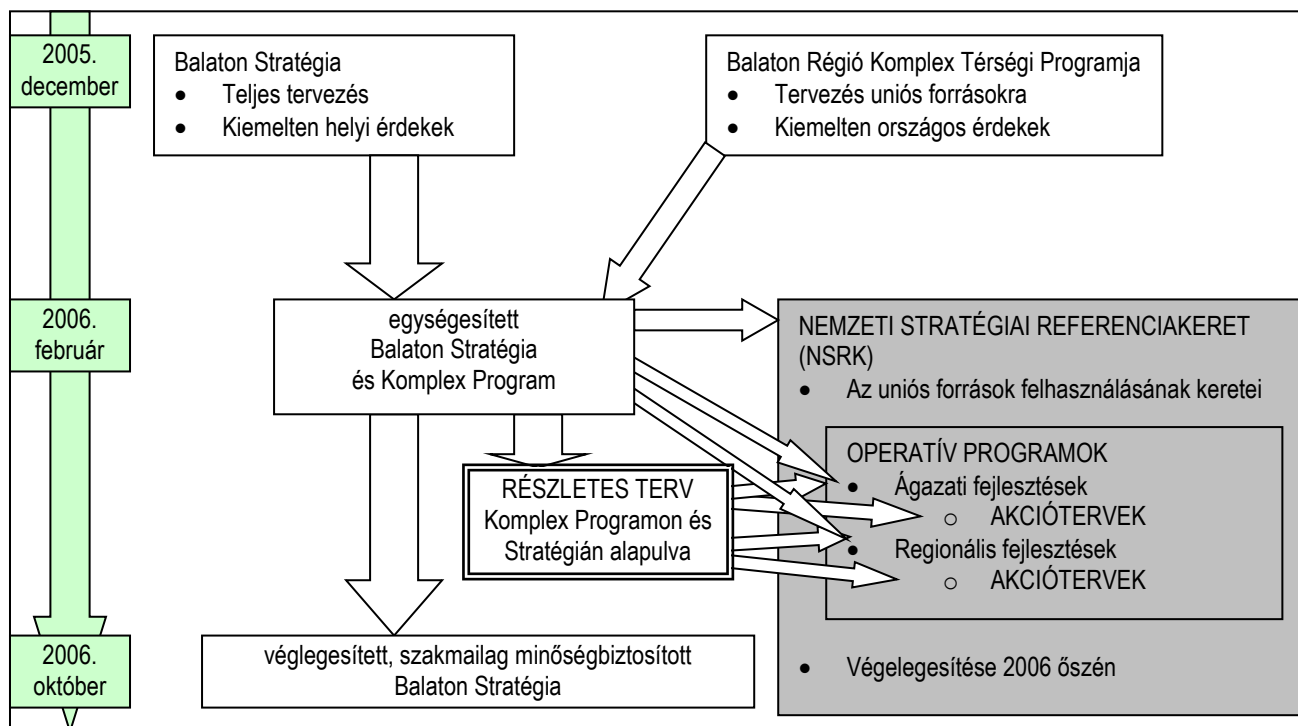 2005.
december
Balaton Stratégia
• Teljes tervezés
• Kiemelten helyi érdekek
Balaton Régió Komplex Térségi Programja
• Tervezés uniós forrásokra
• Kiemelten országos érdekek
2006.
február
egységesített
Balaton Stratégia
és Komplex Program
NEMZETI STRATÉGIAI REFERENCIAKERET
(NSRK)
• Az uniós források felhasználásának keretei
OPERATÍV PROGRAMOK
• Ágazati fejlesztések
o AKCIÓTERVEK
• Regionális fejlesztések
o AKCIÓTERVEK
RÉSZLETES TERV
Komplex Programon és
Stratégián alapulva
2006.
október
véglegesített, szakmailag minőségbiztosított
Balaton Stratégia
• Végelegesítése 2006 őszén